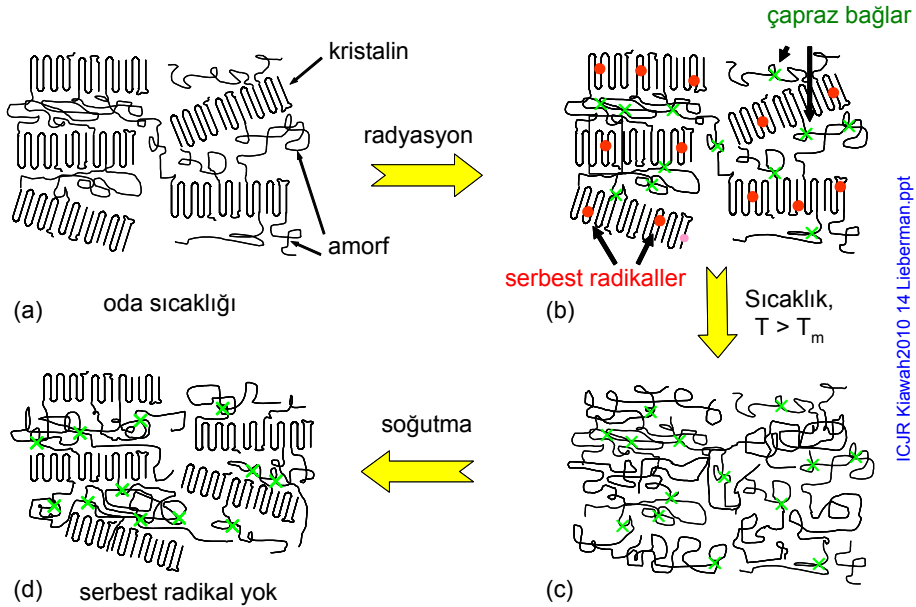 çapraz bağlar
kristalin
radyasyon
amorf
serbest radikaller
(a)
oda sıcaklığı
(b)
Sıcaklık,
T > Tm
soğutma
(d)
serbest radikal yok
(c)
ICJR Kiawah2010 14 Lieberman.ppt